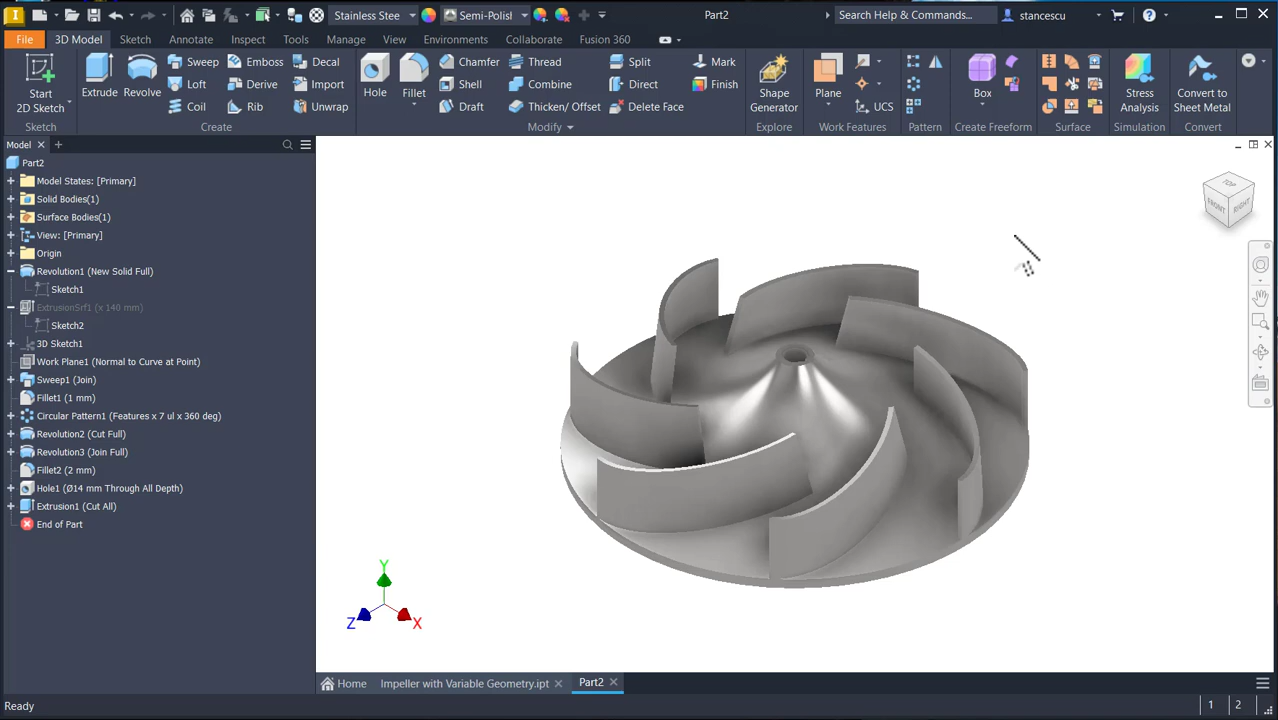 I Stainless Stee Semi-Polisl Part2 Search Help & Commands... stancescu
File 3D Model Sketch Annotate Inspect Tools Manage View Environments Collaborate Fusion 360
Start 2D Sketch Extrude Revolve Sweep Emboss Decal Hole Fillet Chamfer Thread Split Mark Shape Generator Plane Box Stress Analysis Convert to Sheet Metal
Loft Derive Import Shell Combine Direct Finish
Coil Rib Unwrap Draft Thicken/ Offset Delete Face UCS
Sketch Create Modify Explore Work Features Pattern Create Freeform Surface Simulation Convert
Model
Part2
Model States: [Primary]
Solid Bodies(1)
Surface Bodies(1)
View: [Primary]
Origin
Revolution1 (New Solid Full)
Sketch1
ExtrusionSrf1 (x 140 mm)
Sketch2
3D Sketch1
Work Plane1 (Normal to Curve at Point)
Sweep1 (Join)
Fillet1 (1 mm)
Circular Pattern1 (Features x 7 ul x 360 deg)
Revolution2 (Cut Full)
Revolution3 (Join Full)
Fillet2 (2 mm)
Hole1 (Ø14 mm Through All Depth)
Extrusion1 (Cut All)
End of Part
TOP
FRONT RIGHT
Y
Z X
Home Impeller with Variable Geometry.ipt Part2
Ready 1 2